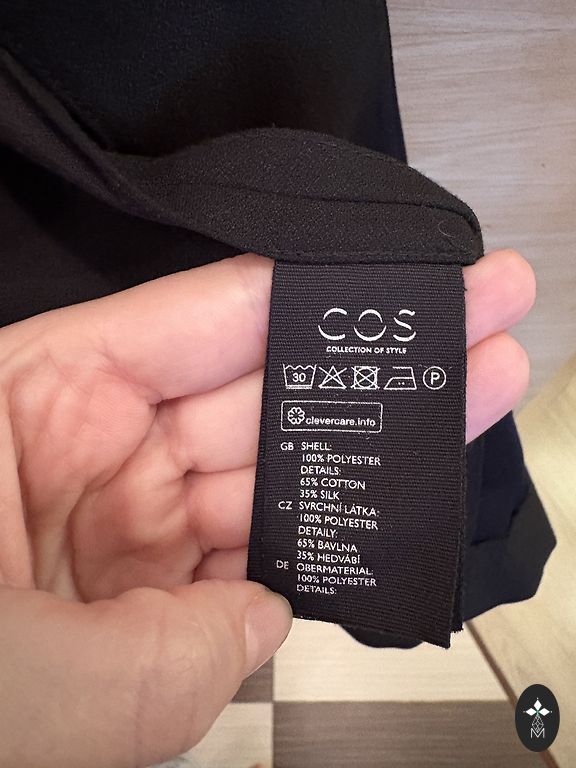 COS
COLLECTION OF STYLE
30
P
clevercare.info
GB SHELL:
100% POLYESTER
DETAILS:
65% COTTON
35% SILK
CZ SVRCHNÍ LÁTKA:
100% POLYESTER
DETAILY:
65% BAVLNA
35% HEDVÁBÍ
DE OBERMATERIAL:
100% POLYESTER
DETAILS:
M